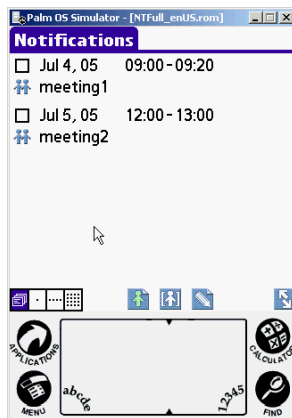 Palm OS Simulator - [NTFull_enUS.rom]
Notifications
Jul 4, 05 09:00-09:20
meeting1
Jul 5, 05 12:00-13:00
meeting2
APPLICATIONS
CALCULATOR
MENU
abcde
12345
FIND